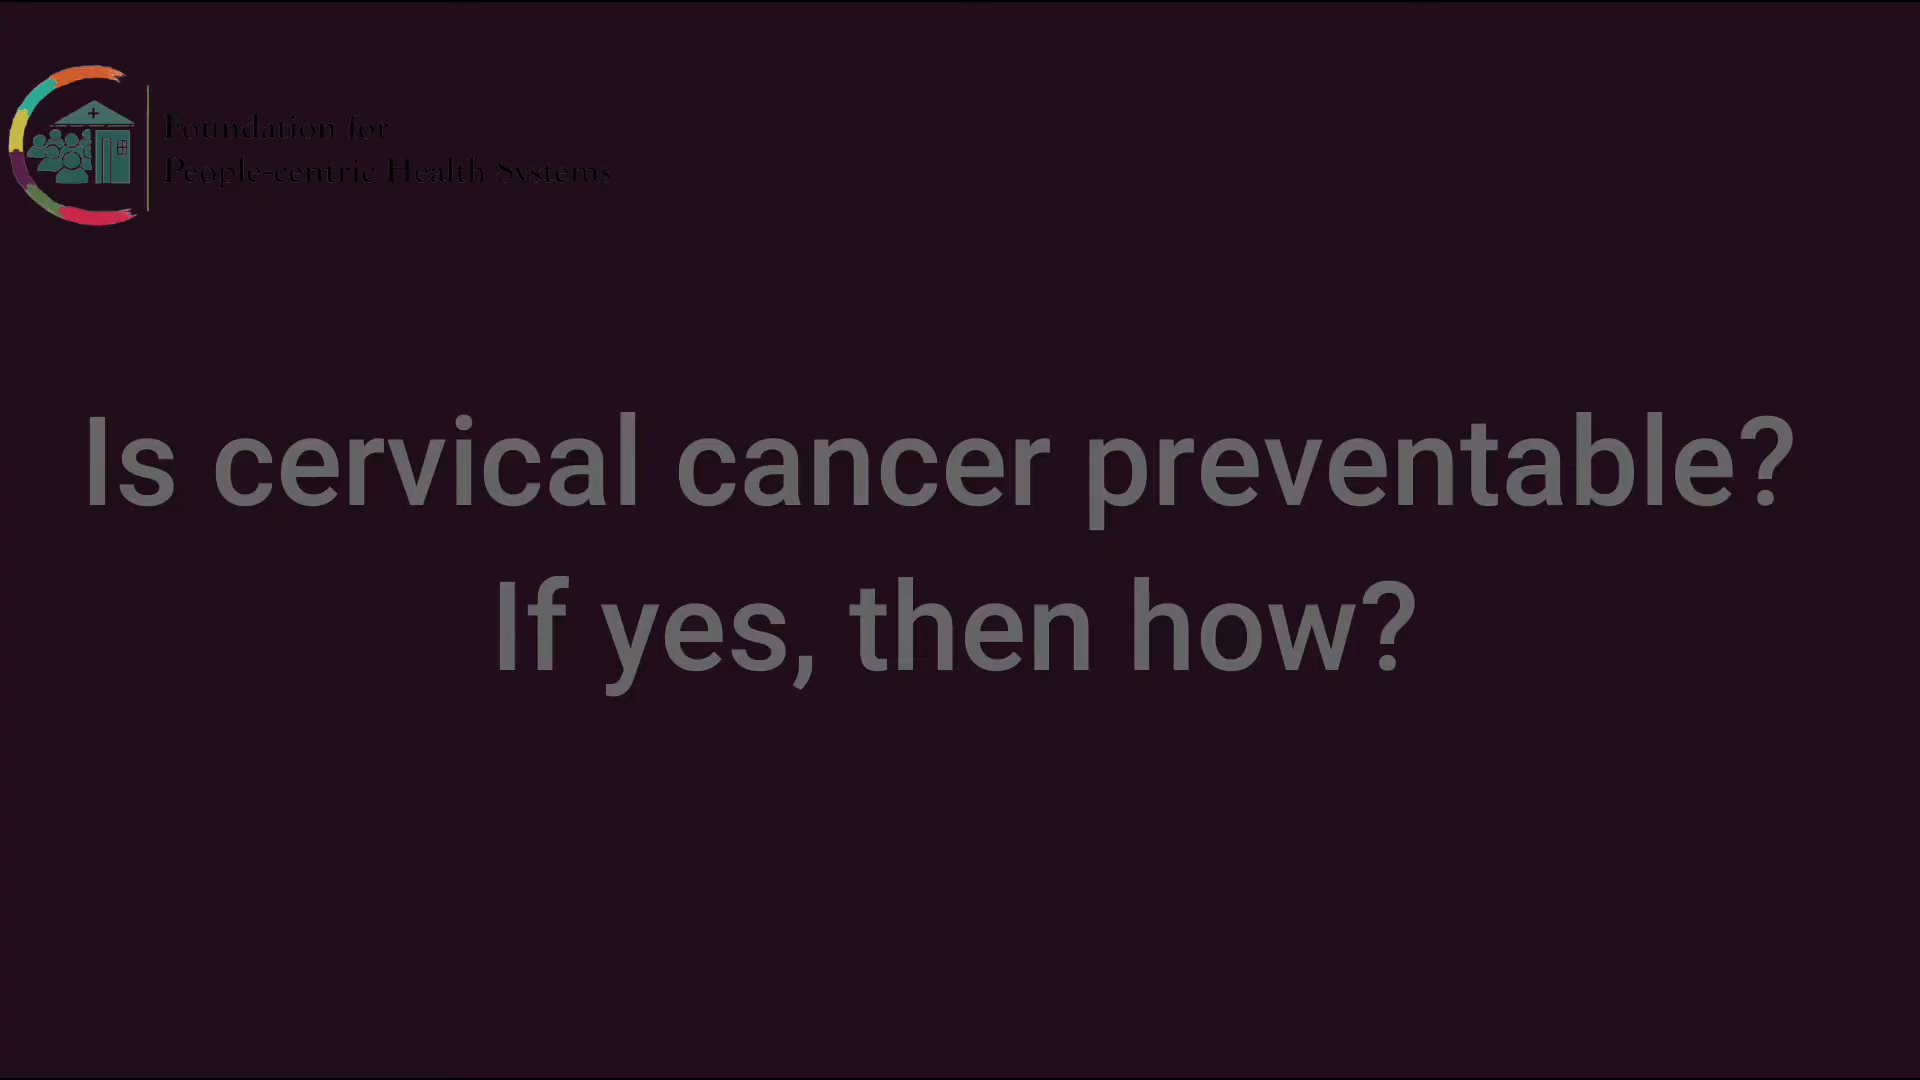 Foundation for
People-centric Health Systems
Is cervical cancer preventable?
If yes, then how?